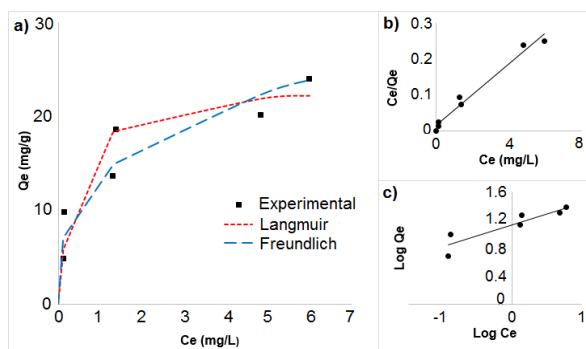 a)
30
20
10
0
Qe (mg/g)
Experimental
Langmuir
Freundlich
0 1 2 3 4 5 6 7
Ce (mg/L)
b)
0.3
0.2
0.1
0
Ce/Qe
0 4 8
Ce (mg/L)
c)
1.6
1.2
0.8
0.4
0
Log Qe
-1 0 1
Log Ce